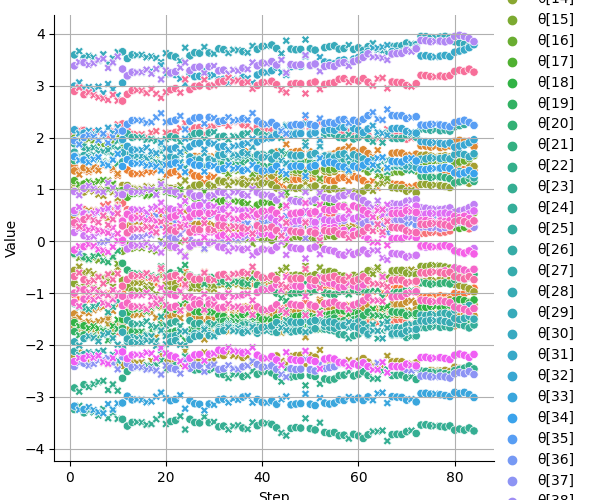 θ[14]
θ[15]
θ[16]
θ[17]
θ[18]
θ[19]
θ[20]
θ[21]
θ[22]
θ[23]
θ[24]
θ[25]
θ[26]
θ[27]
θ[28]
θ[29]
θ[30]
θ[31]
θ[32]
θ[33]
θ[34]
θ[35]
θ[36]
θ[37]
θ[38]
4
3
2
1
0
−1
−2
−3
−4
Value
0 20 40 60 80
Step